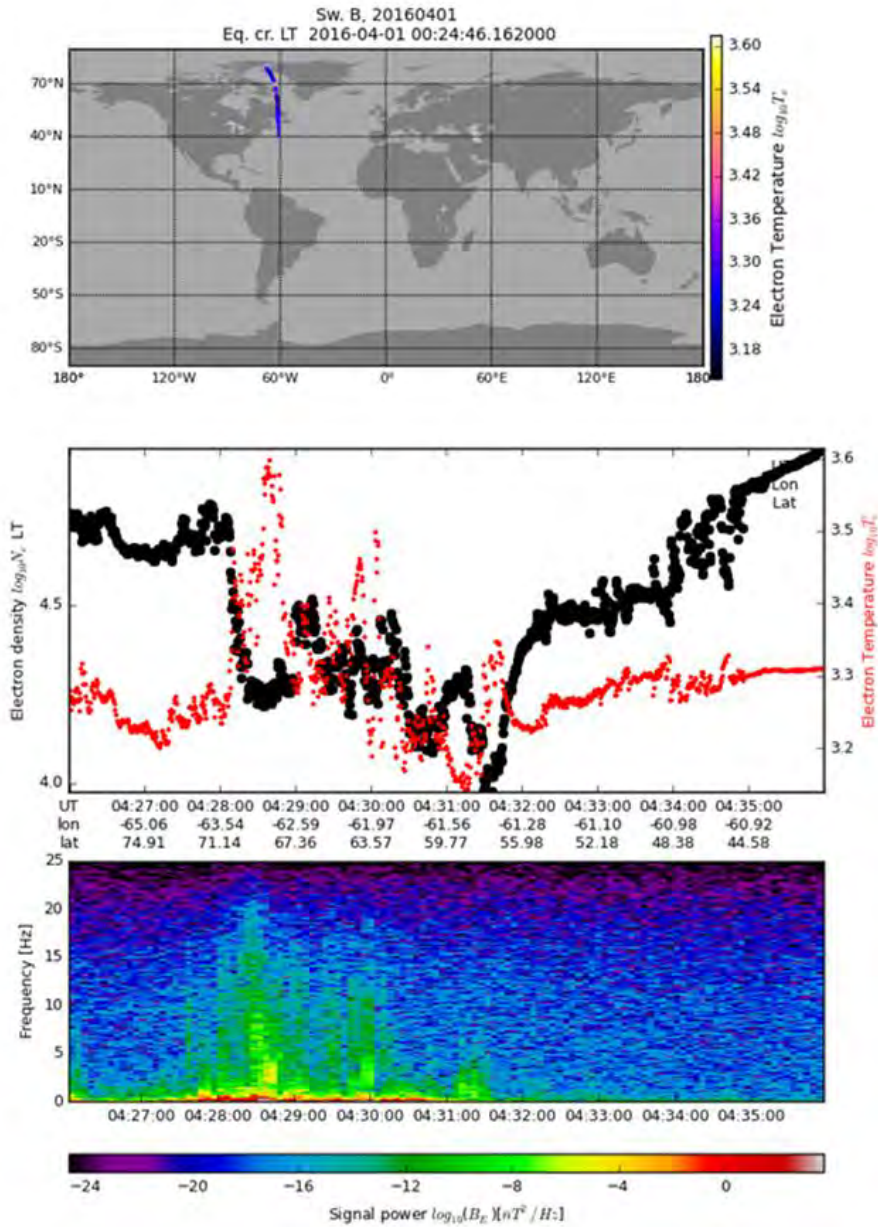 Sw. B, 20160401
Eq. cr. LT 2016-04-01 00:24:46.162000
70°N
40°N
10°N
20°S
50°S
80°S
180°
120°W
60°W
0°
60°E
120°E
180
3.60
3.54
3.48
3.42
3.36
3.30
3.24
3.18
Electron Temperature log₁₀Tₑ
Electron density log₁₀Nₑ LT
4.5
4.0
Lon
Lat
3.6
3.5
3.4
3.3
3.2
Electron Temperature log₁₀Tₑ
UT 04:27:00 04:28:00 04:29:00 04:30:00 04:31:00 04:32:00 04:33:00 04:34:00 04:35:00
lon -65.06 -63.54 -62.59 -61.97 -61.56 -61.28 -61.10 -60.98 -60.92
lat 74.91 71.14 67.36 63.57 59.77 55.98 52.18 48.38 44.58
Frequency [Hz]
25
20
15
10
5
0
04:27:00 04:28:00 04:29:00 04:30:00 04:31:00 04:32:00 04:33:00 04:34:00 04:35:00
−24 −20 −16 −12 −8 −4 0
Signal power log₁₀(B_E)[nT²/Hz]